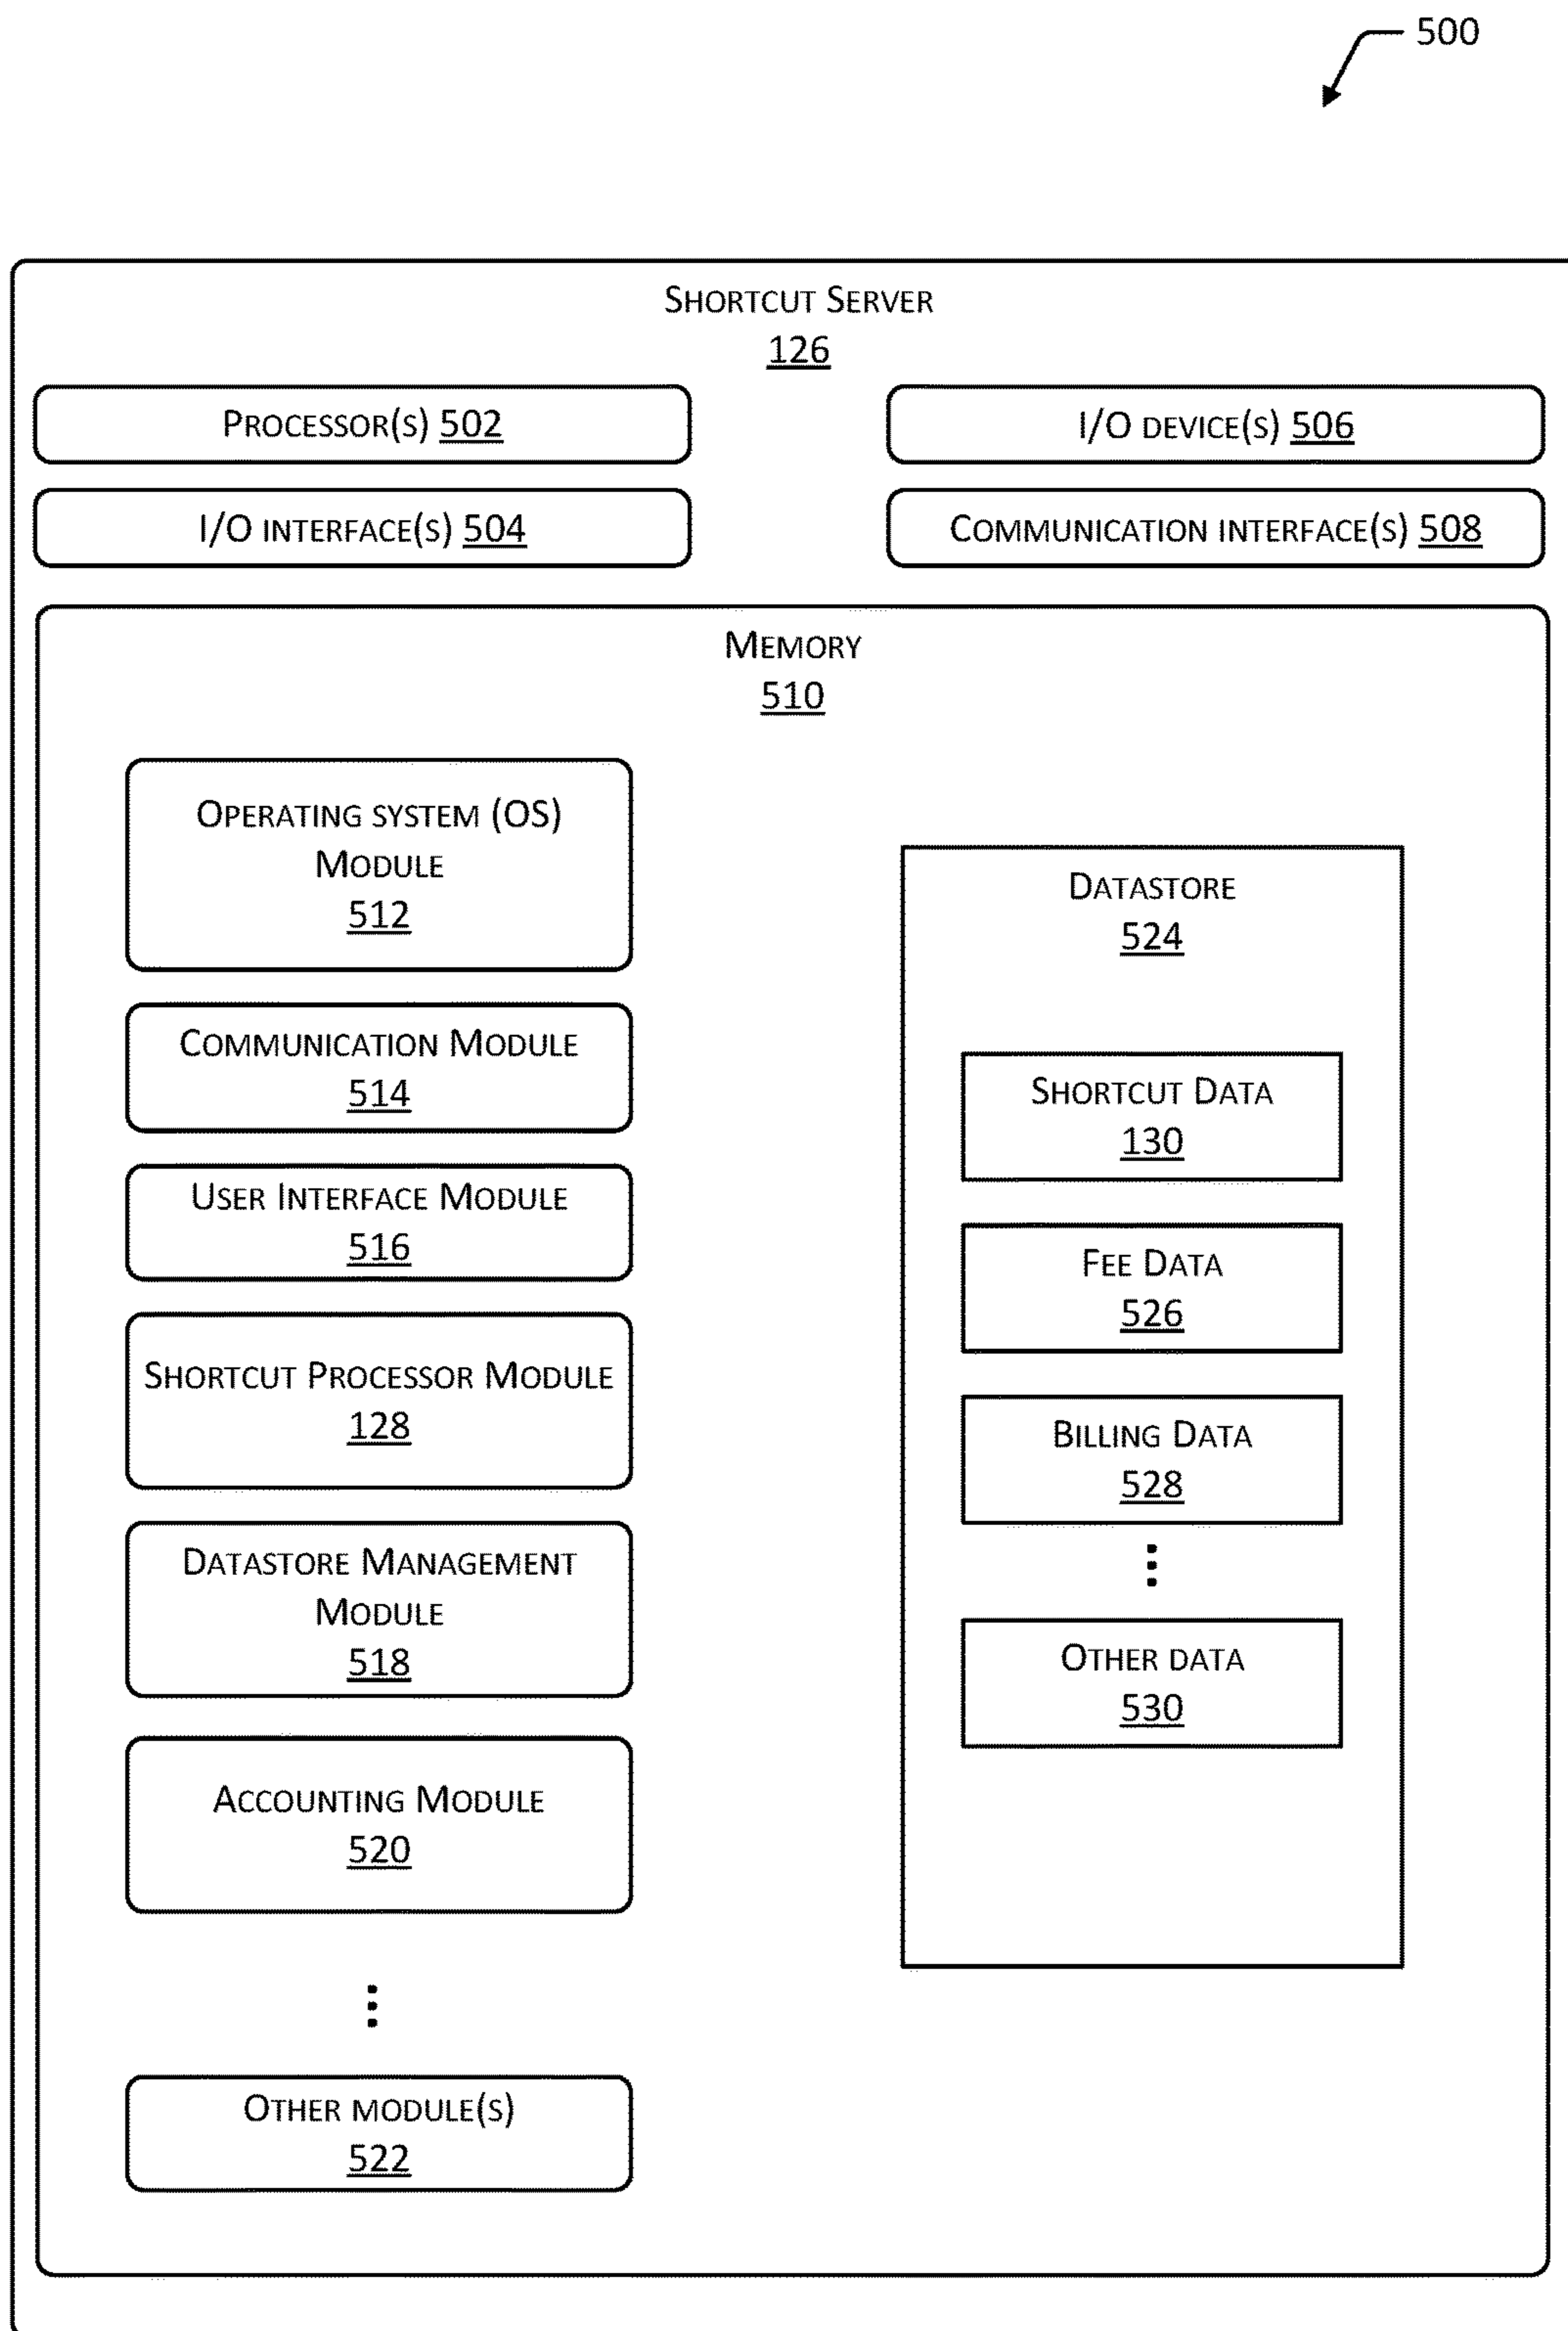 500
Shortcut Server
126
Processor(s) 502
I/O device(s) 506
I/O interface(s) 504
Communication interface(s) 508
Memory
510
Operating system (OS)
Module
512
Communication Module
514
User Interface Module
516
Shortcut Processor Module
128
Datastore Management
Module
518
Accounting Module
520
Other module(s)
522
Datastore
524
Shortcut Data
130
Fee Data
526
Billing Data
528
Other data
530